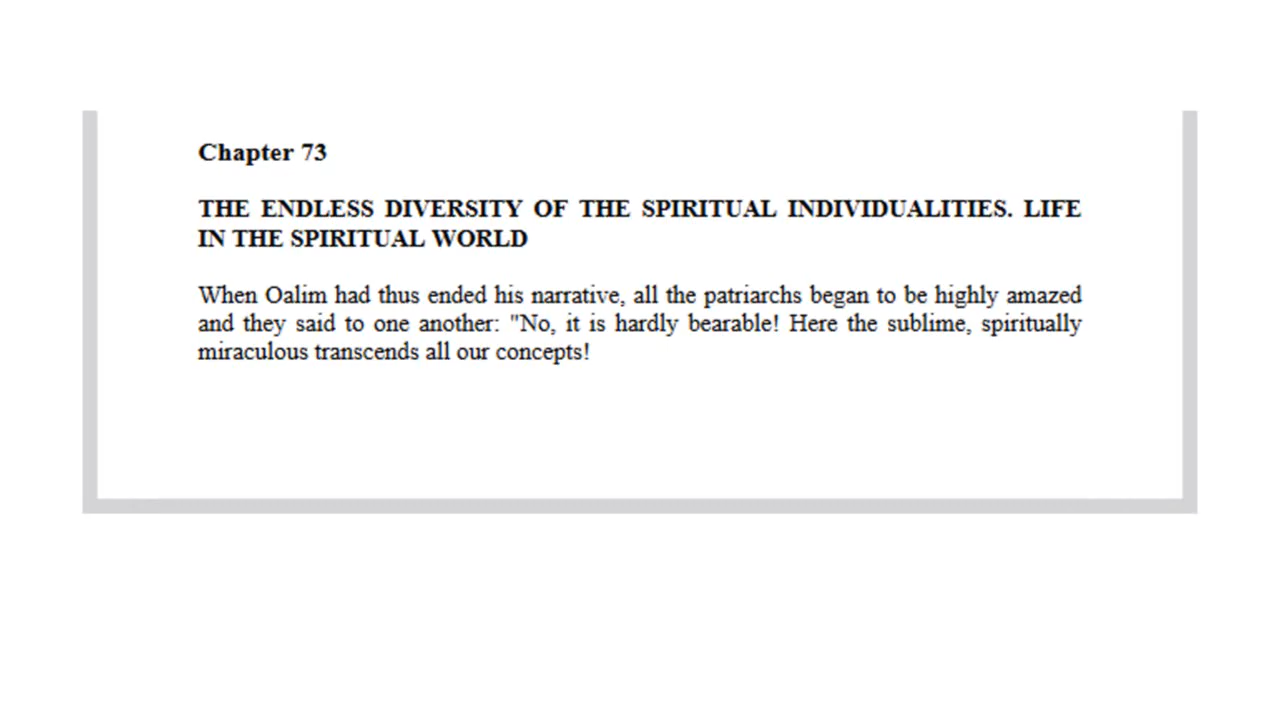 Chapter 73
THE ENDLESS DIVERSITY OF THE SPIRITUAL INDIVIDUALITIES. LIFE
IN THE SPIRITUAL WORLD
When Oalim had thus ended his narrative, all the patriarchs began to be highly amazed
and they said to one another: "No, it is hardly bearable! Here the sublime, spiritually
miraculous transcends all our concepts!